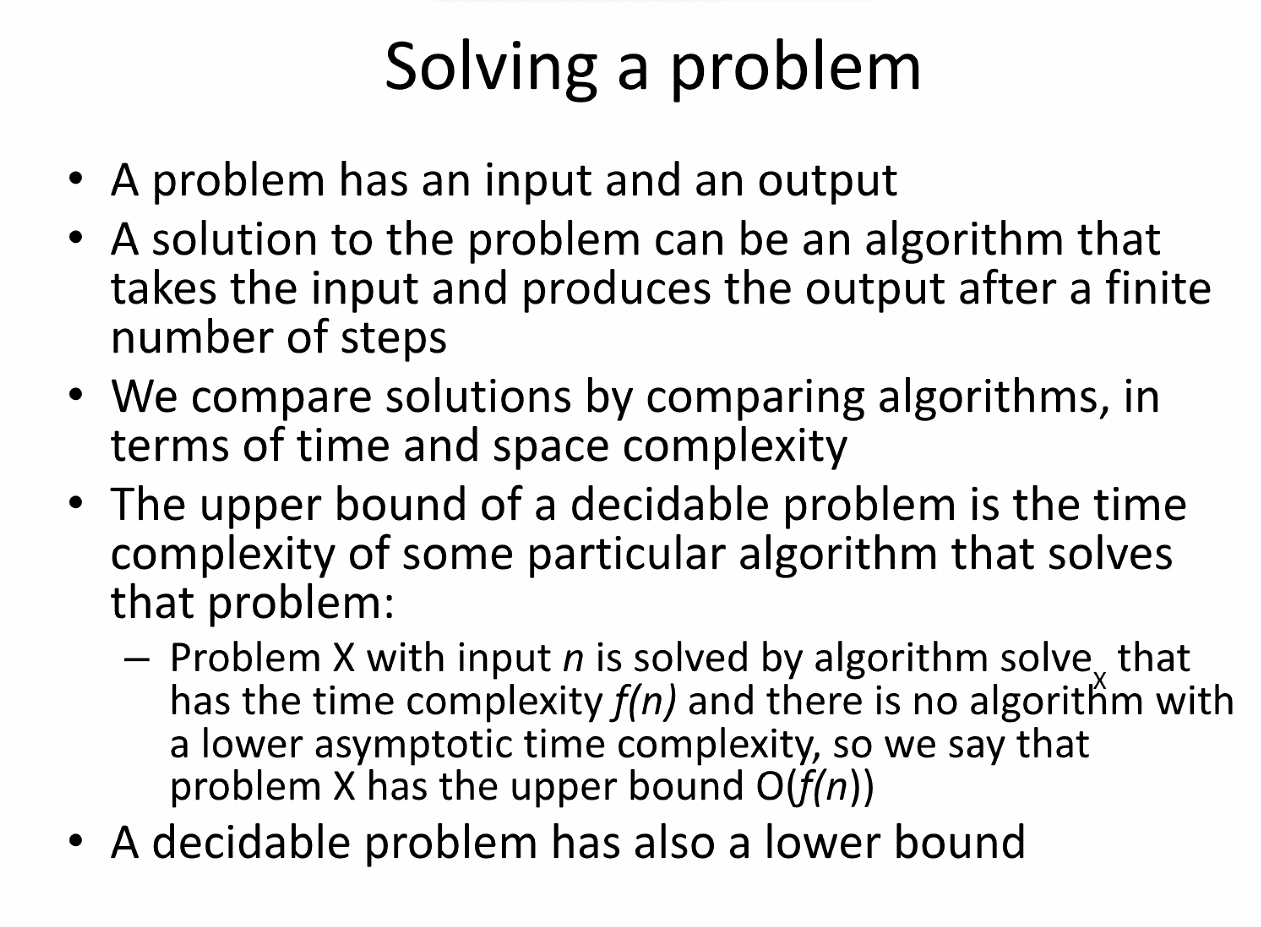 Solving a problem
• A problem has an input and an output
• A solution to the problem can be an algorithm that
takes the input and produces the output after a finite
number of steps
• We compare solutions by comparing algorithms, in
terms of time and space complexity
• The upper bound of a decidable problem is the time
complexity of some particular algorithm that solves
that problem:
– Problem X with input n is solved by algorithm solveₓ that
has the time complexity f(n) and there is no algorithm with
a lower asymptotic time complexity, so we say that
problem X has the upper bound O(f(n))
• A decidable problem has also a lower bound